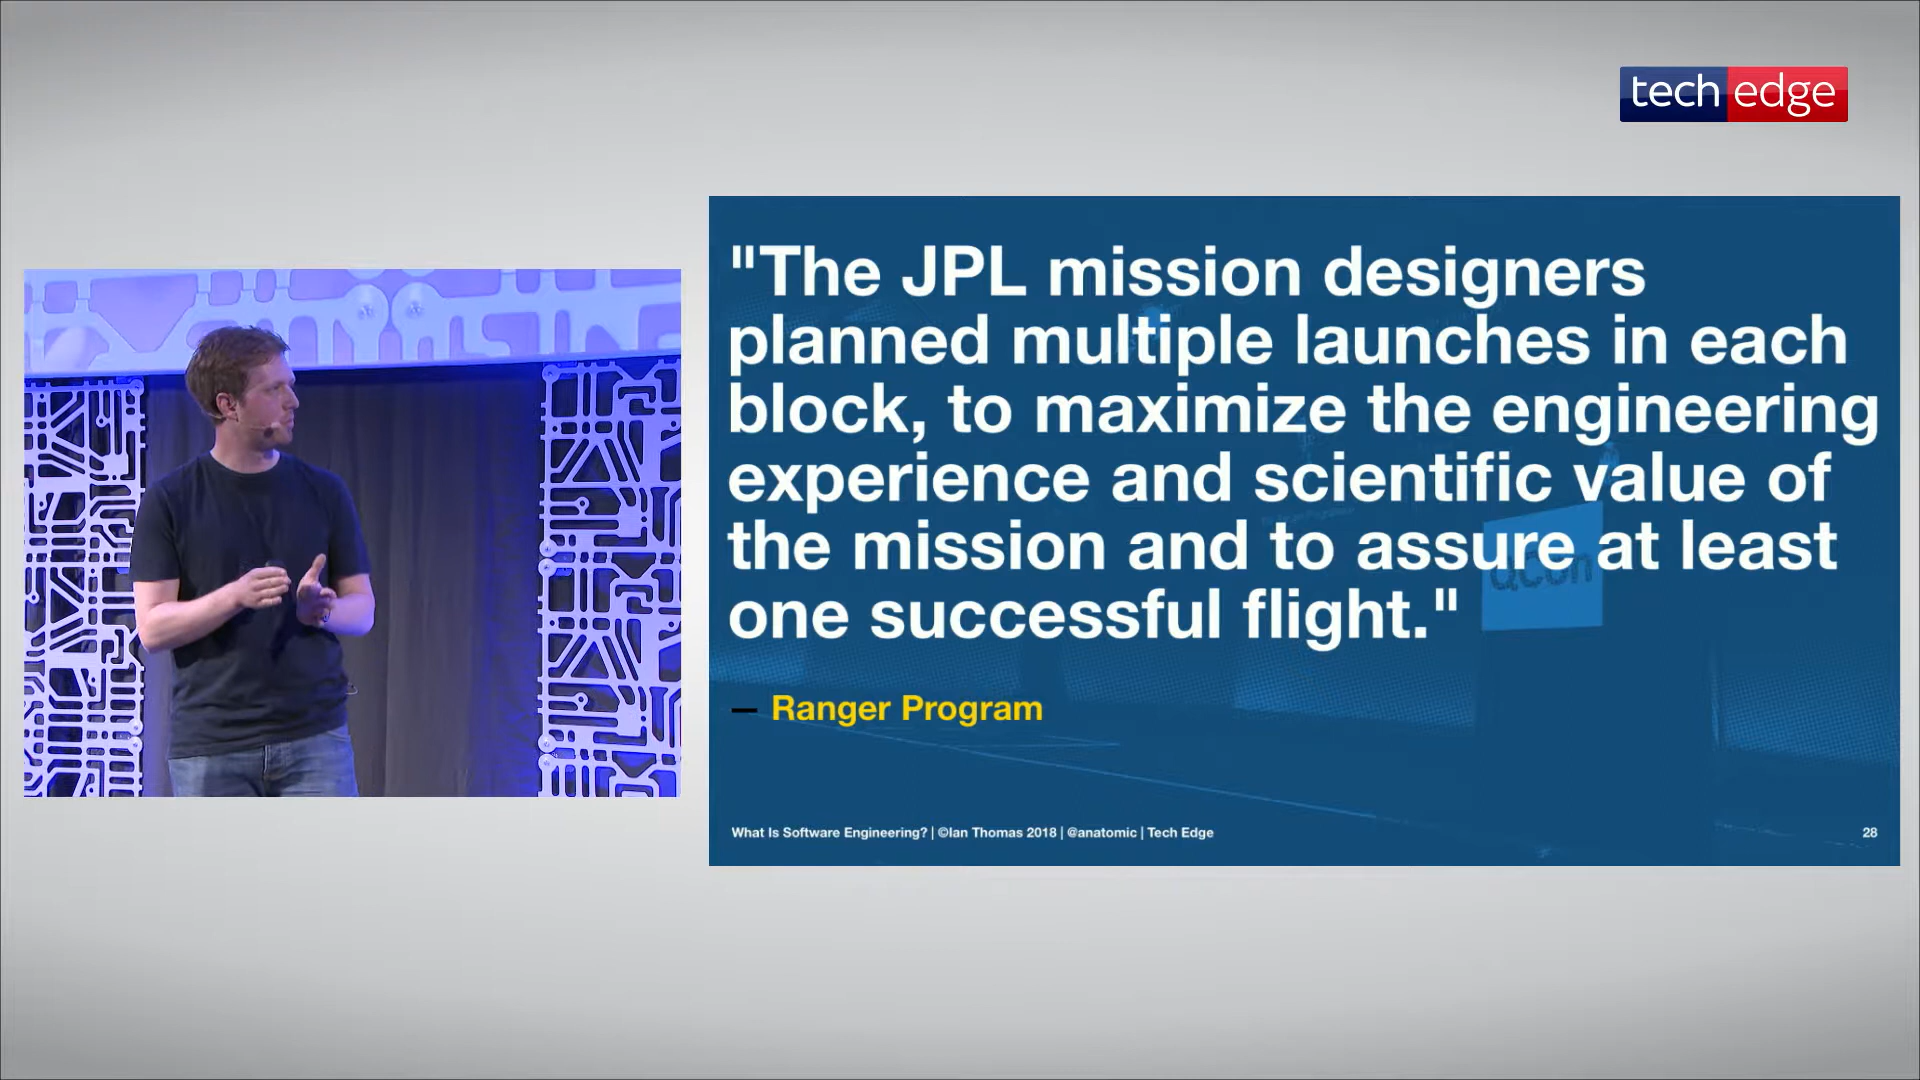 tech edge
"The JPL mission designers
planned multiple launches in each
block, to maximize the engineering
experience and scientific value of
the mission and to assure at least
one successful flight."
QCon
— Ranger Program
What Is Software Engineering? | ©Ian Thomas 2018 | @anatomic | Tech Edge
28